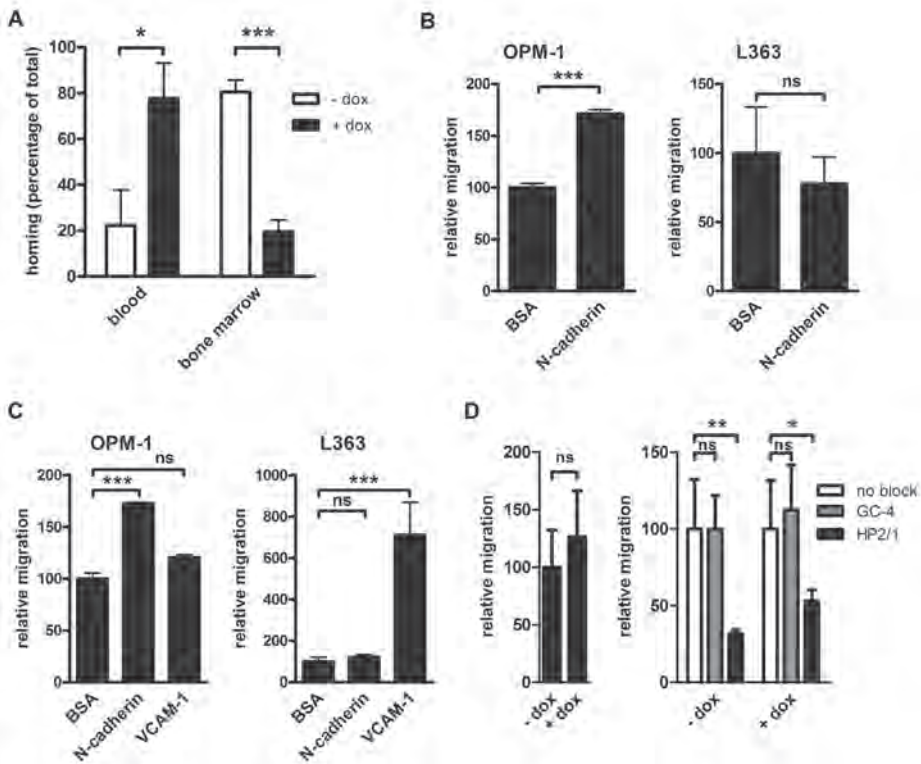 A
homing (percentage of total)
100
80
60
40
20
0
*
***
- dox
+ dox
blood
bone marrow
B
OPM-1
relative migration
200
150
100
50
***
BSA
N-cadherin
L363
relative migration
150
100
50
0
ns
BSA
N-cadherin
C
OPM-1
relative migration
200
150
100
50
0
ns
***
BSA
N-cadherin
VCAM-1
L363
relative migration
1000
800
600
400
200
0
***
ns
BSA
N-cadherin
VCAM-1
D
relative migration
200
150
100
50
0
ns
- dox
+ dox
relative migration
150
100
50
0
**
ns
*
ns
no block
GC-4
HP2/1
- dox
+ dox